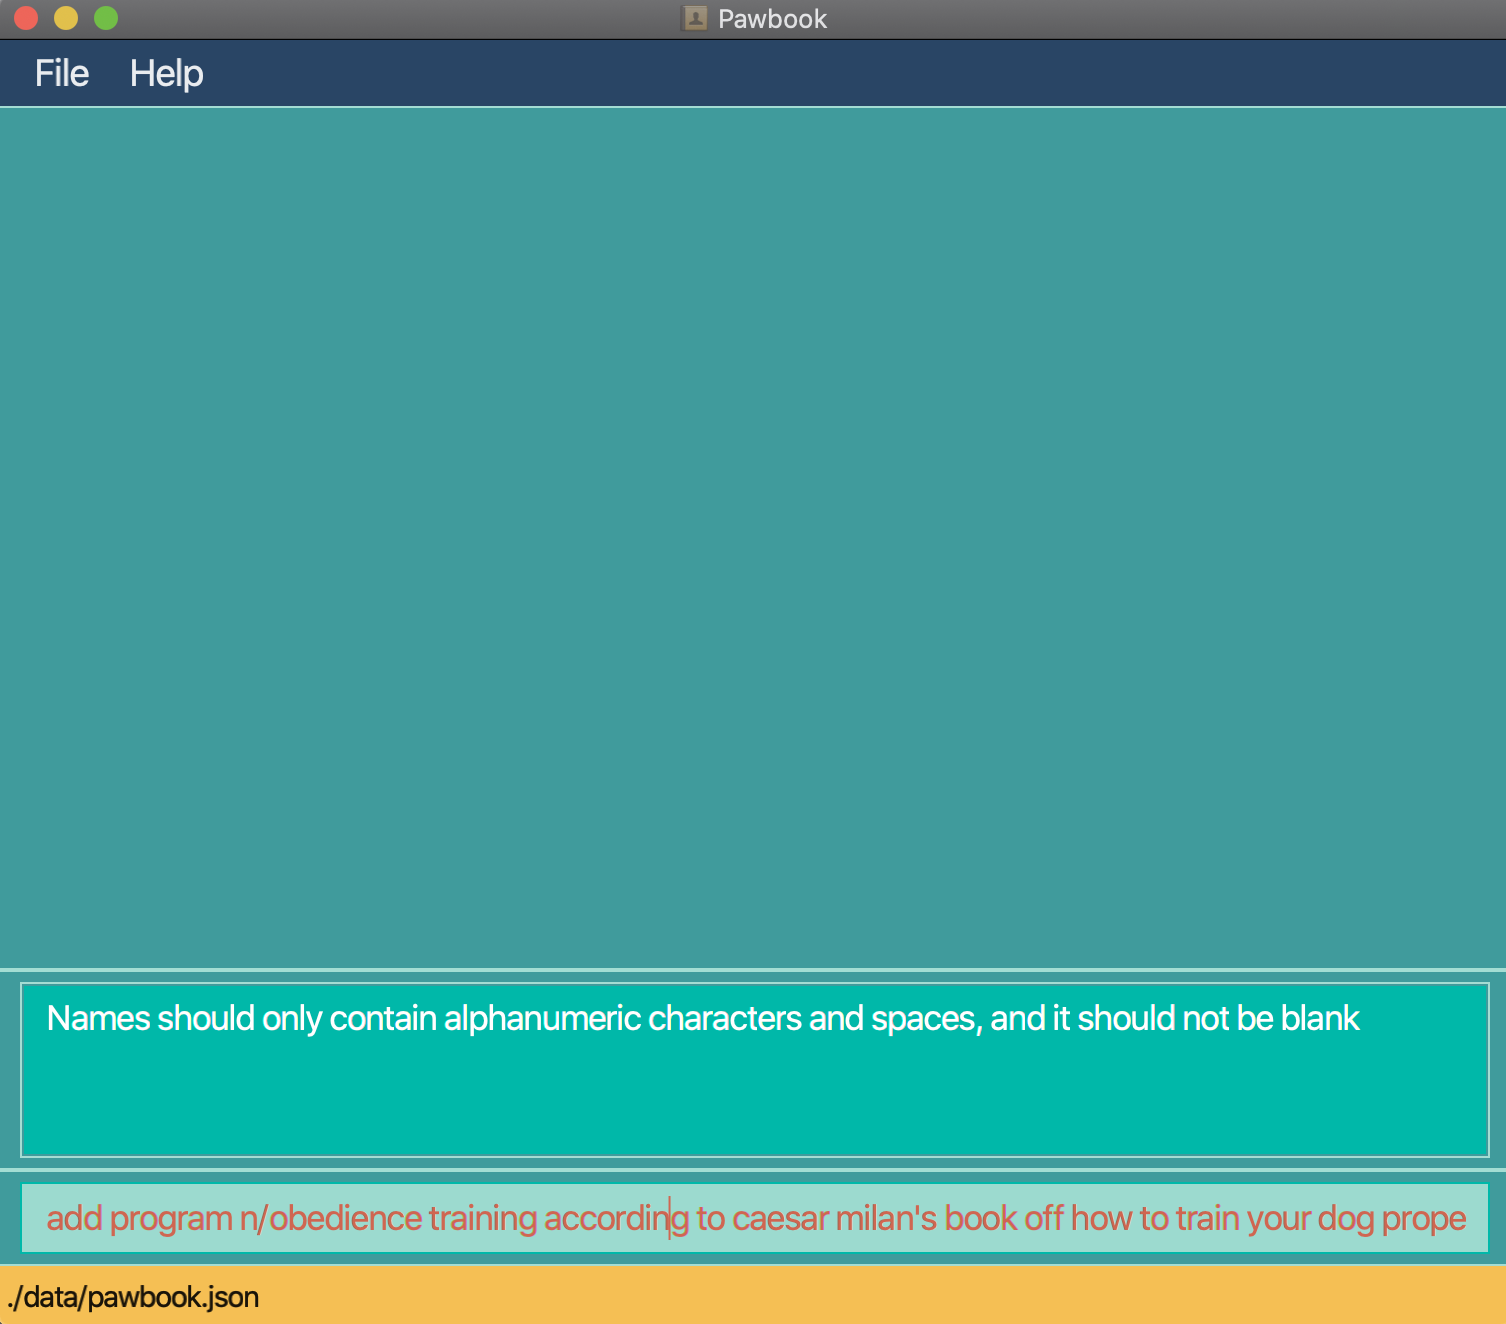 Pawbook
File Help
Names should only contain alphanumeric characters and spaces, and it should not be blank
add program n/obedience training according to caesar milan's book off how to train your dog prope
./data/pawbook.json